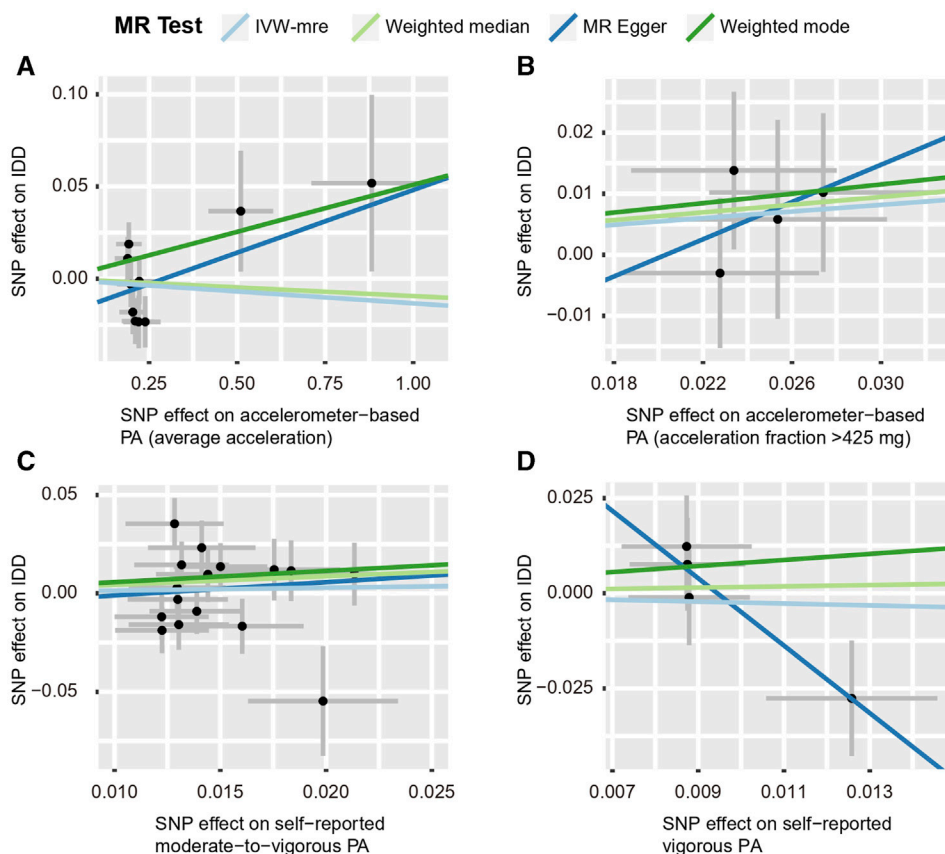 MR Test IVW-mre Weighted median MR Egger Weighted mode
A
0.10
0.05
0.00
SNP effect on IDD
0.25 0.50 0.75 1.00
SNP effect on accelerometer-based
PA (average acceleration)
B
0.02
0.01
0.00
−0.01
SNP effect on IDD
0.018 0.022 0.026 0.030
SNP effect on accelerometer-based
PA (acceleration fraction >425 mg)
C
0.05
0.00
−0.05
SNP effect on IDD
0.010 0.015 0.020 0.025
SNP effect on self-reported
moderate-to-vigorous PA
D
0.025
0.000
−0.025
SNP effect on IDD
0.007 0.009 0.011 0.013
SNP effect on self-reported
vigorous PA